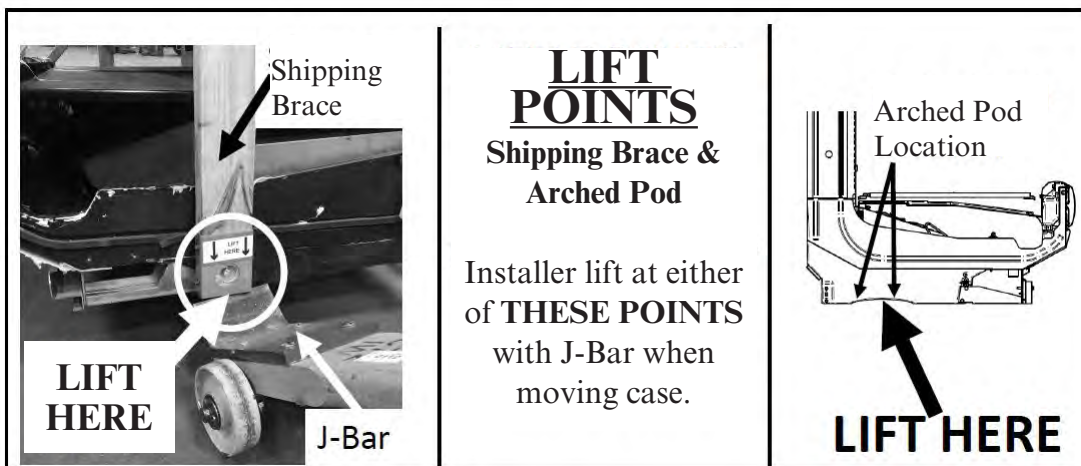 Shipping
Brace
LIFT
HERE
LIFT
HERE
J-Bar
LIFT
POINTS
Shipping Brace &
Arched Pod
Installer lift at either
of THESE POINTS
with J-Bar when
moving case.
Arched Pod
Location
LIFT HERE